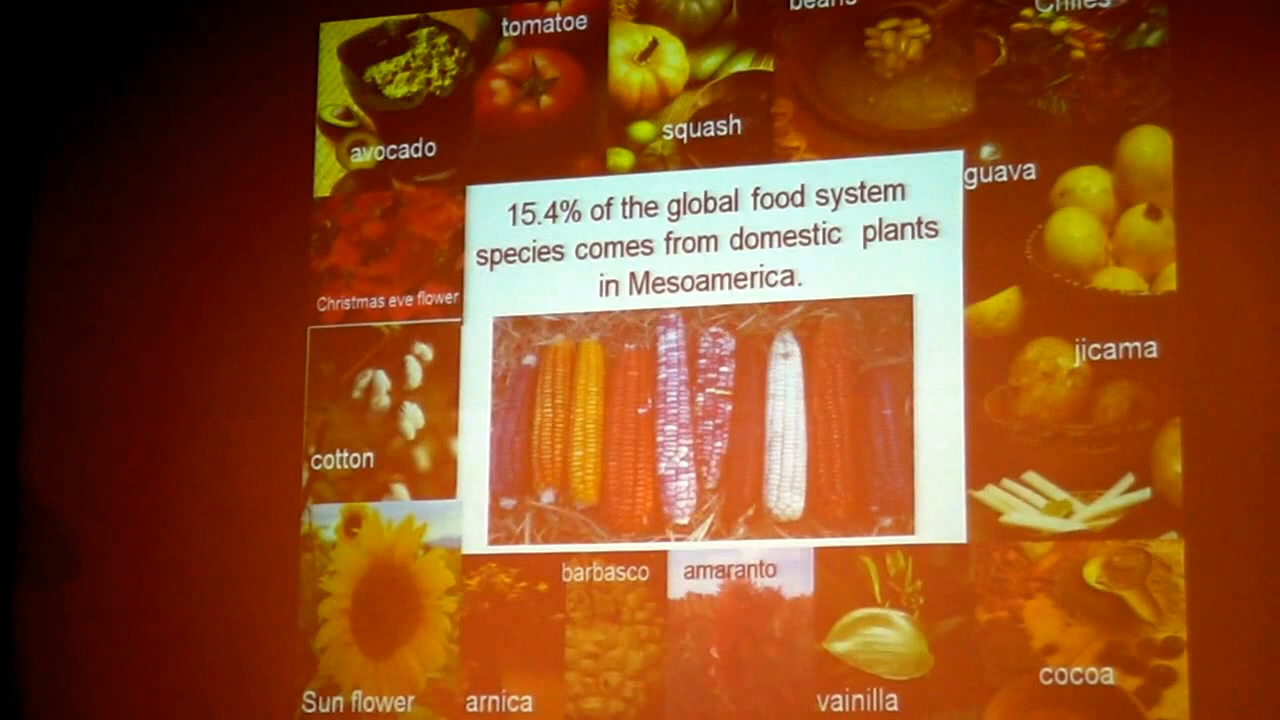 tomatoe
beans
Chiles
avocado
squash
guava
15.4% of the global food system
species comes from domestic plants
in Mesoamerica.
Christmas eve flower
jicama
cotton
barbasco
amaranto
Sun flower
arnica
vainilla
cocoa